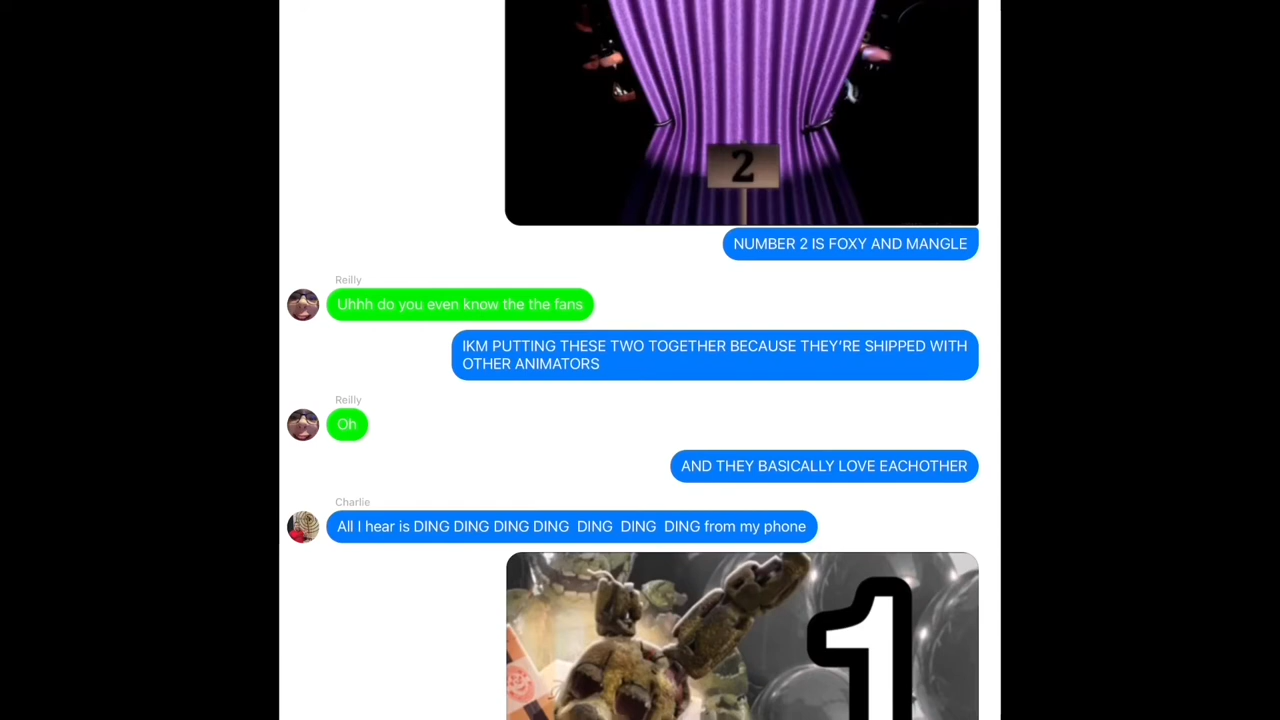 2
NUMBER 2 IS FOXY AND MANGLE
Reilly
Uhhh do you even know the the fans
IKM PUTTING THESE TWO TOGETHER BECAUSE THEY'RE SHIPPED WITH
OTHER ANIMATORS
Reilly
Oh
AND THEY BASICALLY LOVE EACHOTHER
Charlie
All I hear is DING DING DING DING  DING  DING  DING from my phone
1